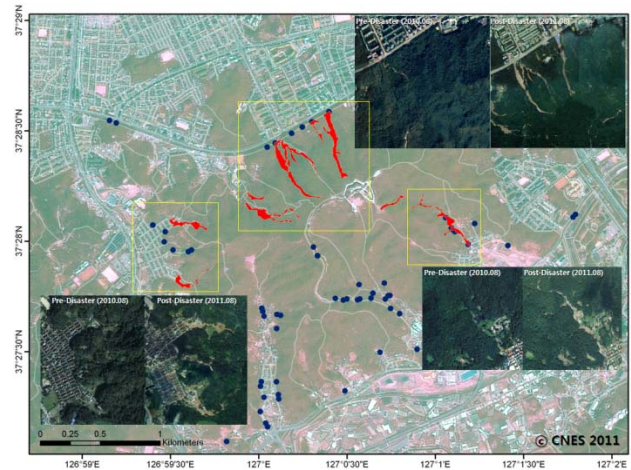 37°29'N
Pre-Disaster (2010.08)
Post-Disaster (2011.08)
37°28'30"N
37°28'N
Pre-Disaster (2010.08)
Post-Disaster (2011.08)
Pre-Disaster (2010.08)
Post-Disaster (2011.08)
37°27'30"N
0 0.25 0.5 1
Kilometers
© CNES 2011
126°59'E
126°59'30"E
127°E
127°0'30"E
127°1'E
127°1'30"E
127°2'E